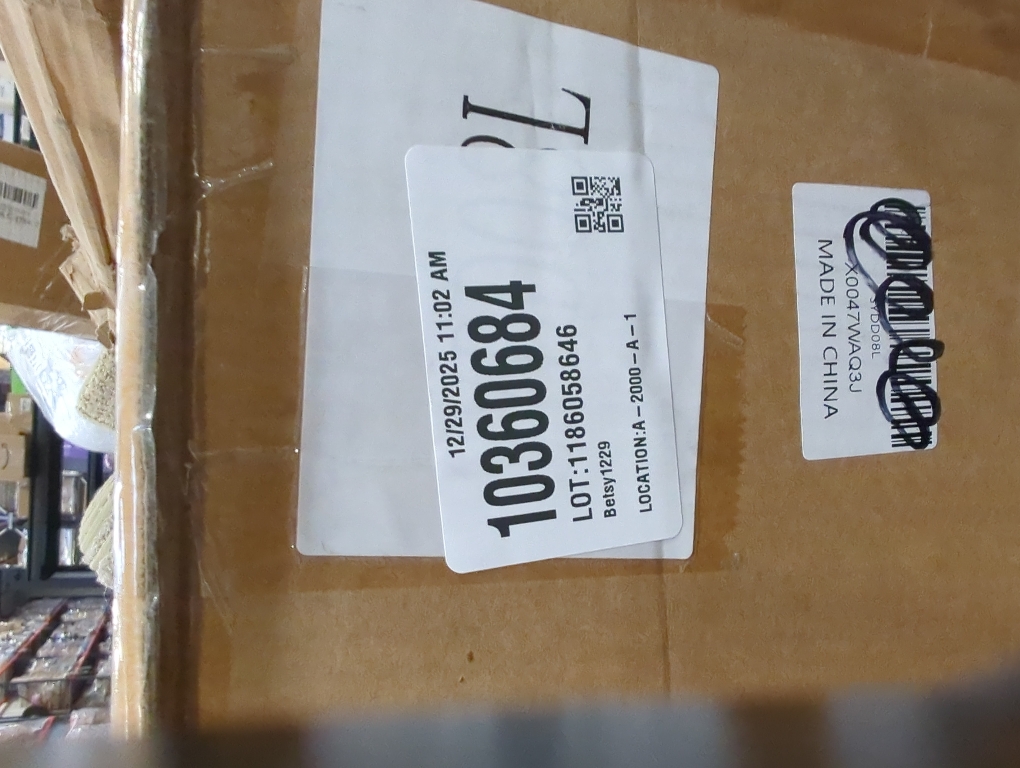 L
12/29/2025 11:02 AM
10360684
LOT:1186058646
Betsy1229
LOCATION:A-2000-A-1
X0047WAQ3J
MADE IN CHINA